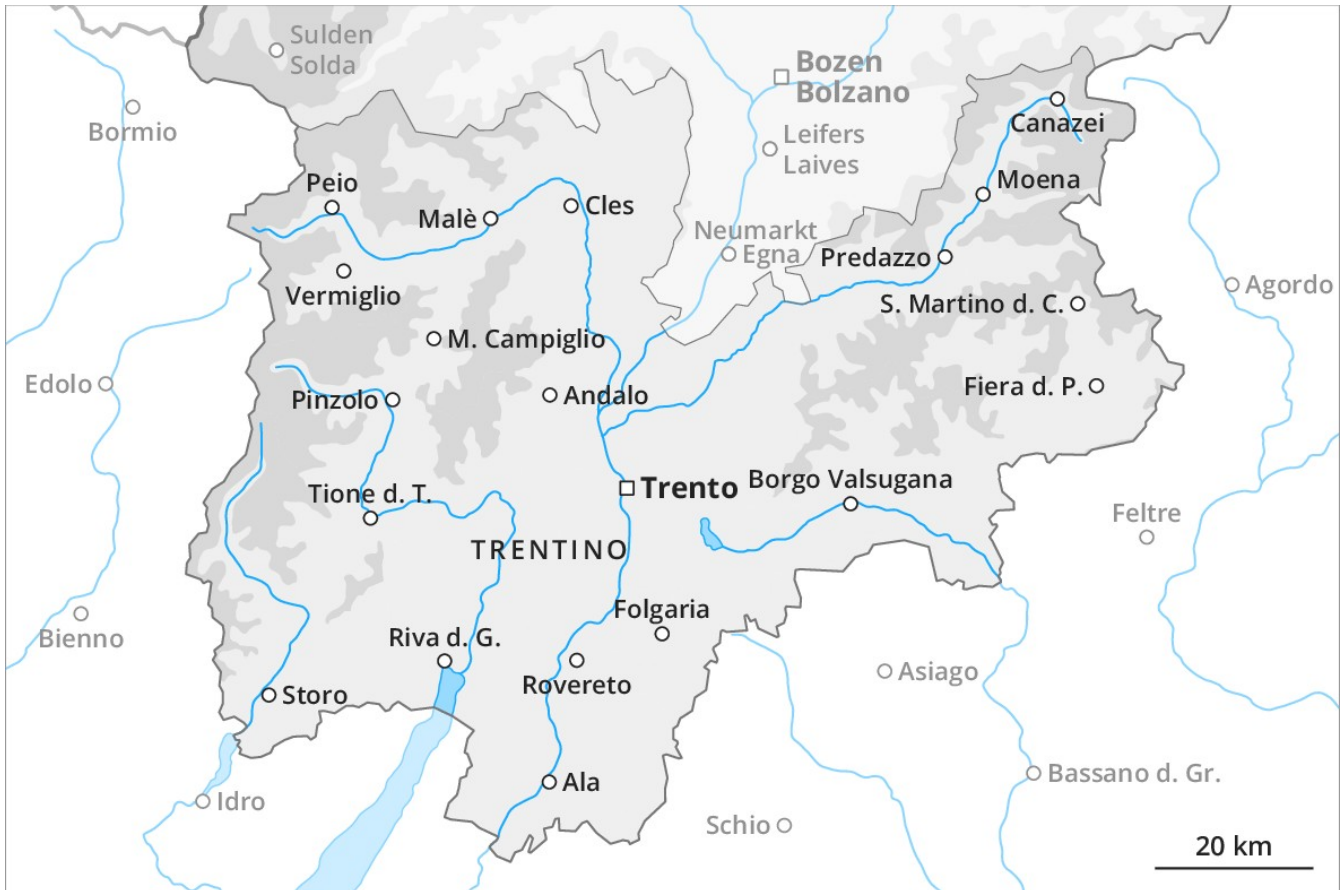 Sulden
Solda
Bozen
Bolzano
Bormio
Canazei
Leifers
Laives
Peio
Moena
Malè
Cles
Neumarkt
Egna
Predazzo
Vermiglio
Agordo
S. Martino d. C.
M. Campiglio
Edolo
Fiera d. P.
Pinzolo
Andalo
Trento
Borgo Valsugana
Tione d. T.
Feltre
TRENTINO
Folgaria
Bienno
Riva d. G.
Asiago
Rovereto
Storo
Bassano d. Gr.
Ala
Idro
Schio
20 km